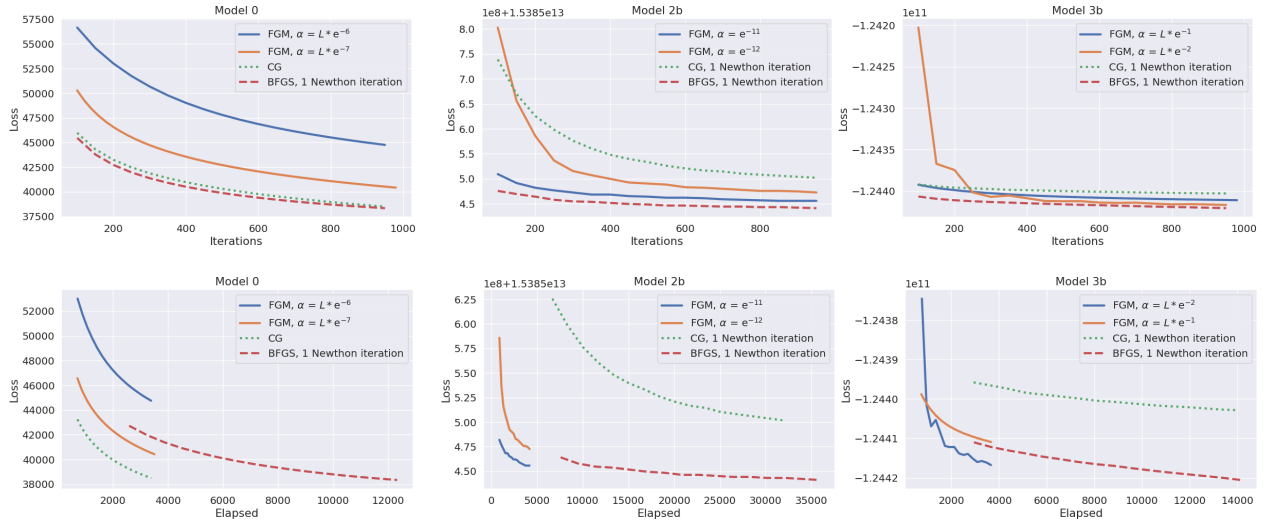 Model 0
57500
55000
52500
50000
47500
45000
42500
40000
37500
Loss
200
400
600
800
1000
Iterations
FGM, α = L * e⁻⁶
FGM, α = L * e⁻⁷
CG
BFGS, 1 Newthon iteration
Model 2b
1e8+1.5385e13
8.0
7.5
7.0
6.5
6.0
5.5
5.0
4.5
Loss
200
400
600
800
Iterations
FGM, α = e⁻¹¹
FGM, α = e⁻¹²
CG, 1 Newthon iteration
BFGS, 1 Newthon iteration
Model 3b
1e11
−1.2420
−1.2425
−1.2430
−1.2435
−1.2440
Loss
200
400
600
800
1000
Iterations
FGM, α = L * e⁻¹
FGM, α = L * e⁻²
CG, 1 Newthon iteration
BFGS, 1 Newthon iteration
Model 0
52000
50000
48000
46000
44000
42000
40000
38000
Loss
2000
4000
6000
8000
10000
12000
Elapsed
FGM, α = L * e⁻⁶
FGM, α = L * e⁻⁷
CG
BFGS, 1 Newthon iteration
Model 2b
1e8+1.5385e13
6.25
6.00
5.75
5.50
5.25
5.00
4.75
4.50
Loss
0
5000
10000
15000
20000
25000
30000
35000
Elapsed
FGM, α = e⁻¹¹
FGM, α = e⁻¹²
CG, 1 Newthon iteration
BFGS, 1 Newthon iteration
Model 3b
1e11
−1.2438
−1.2439
−1.2440
−1.2441
−1.2442
Loss
2000
4000
6000
8000
10000
12000
14000
Elapsed
FGM, α = L * e⁻²
FGM, α = L * e⁻¹
CG, 1 Newthon iteration
BFGS, 1 Newthon iteration